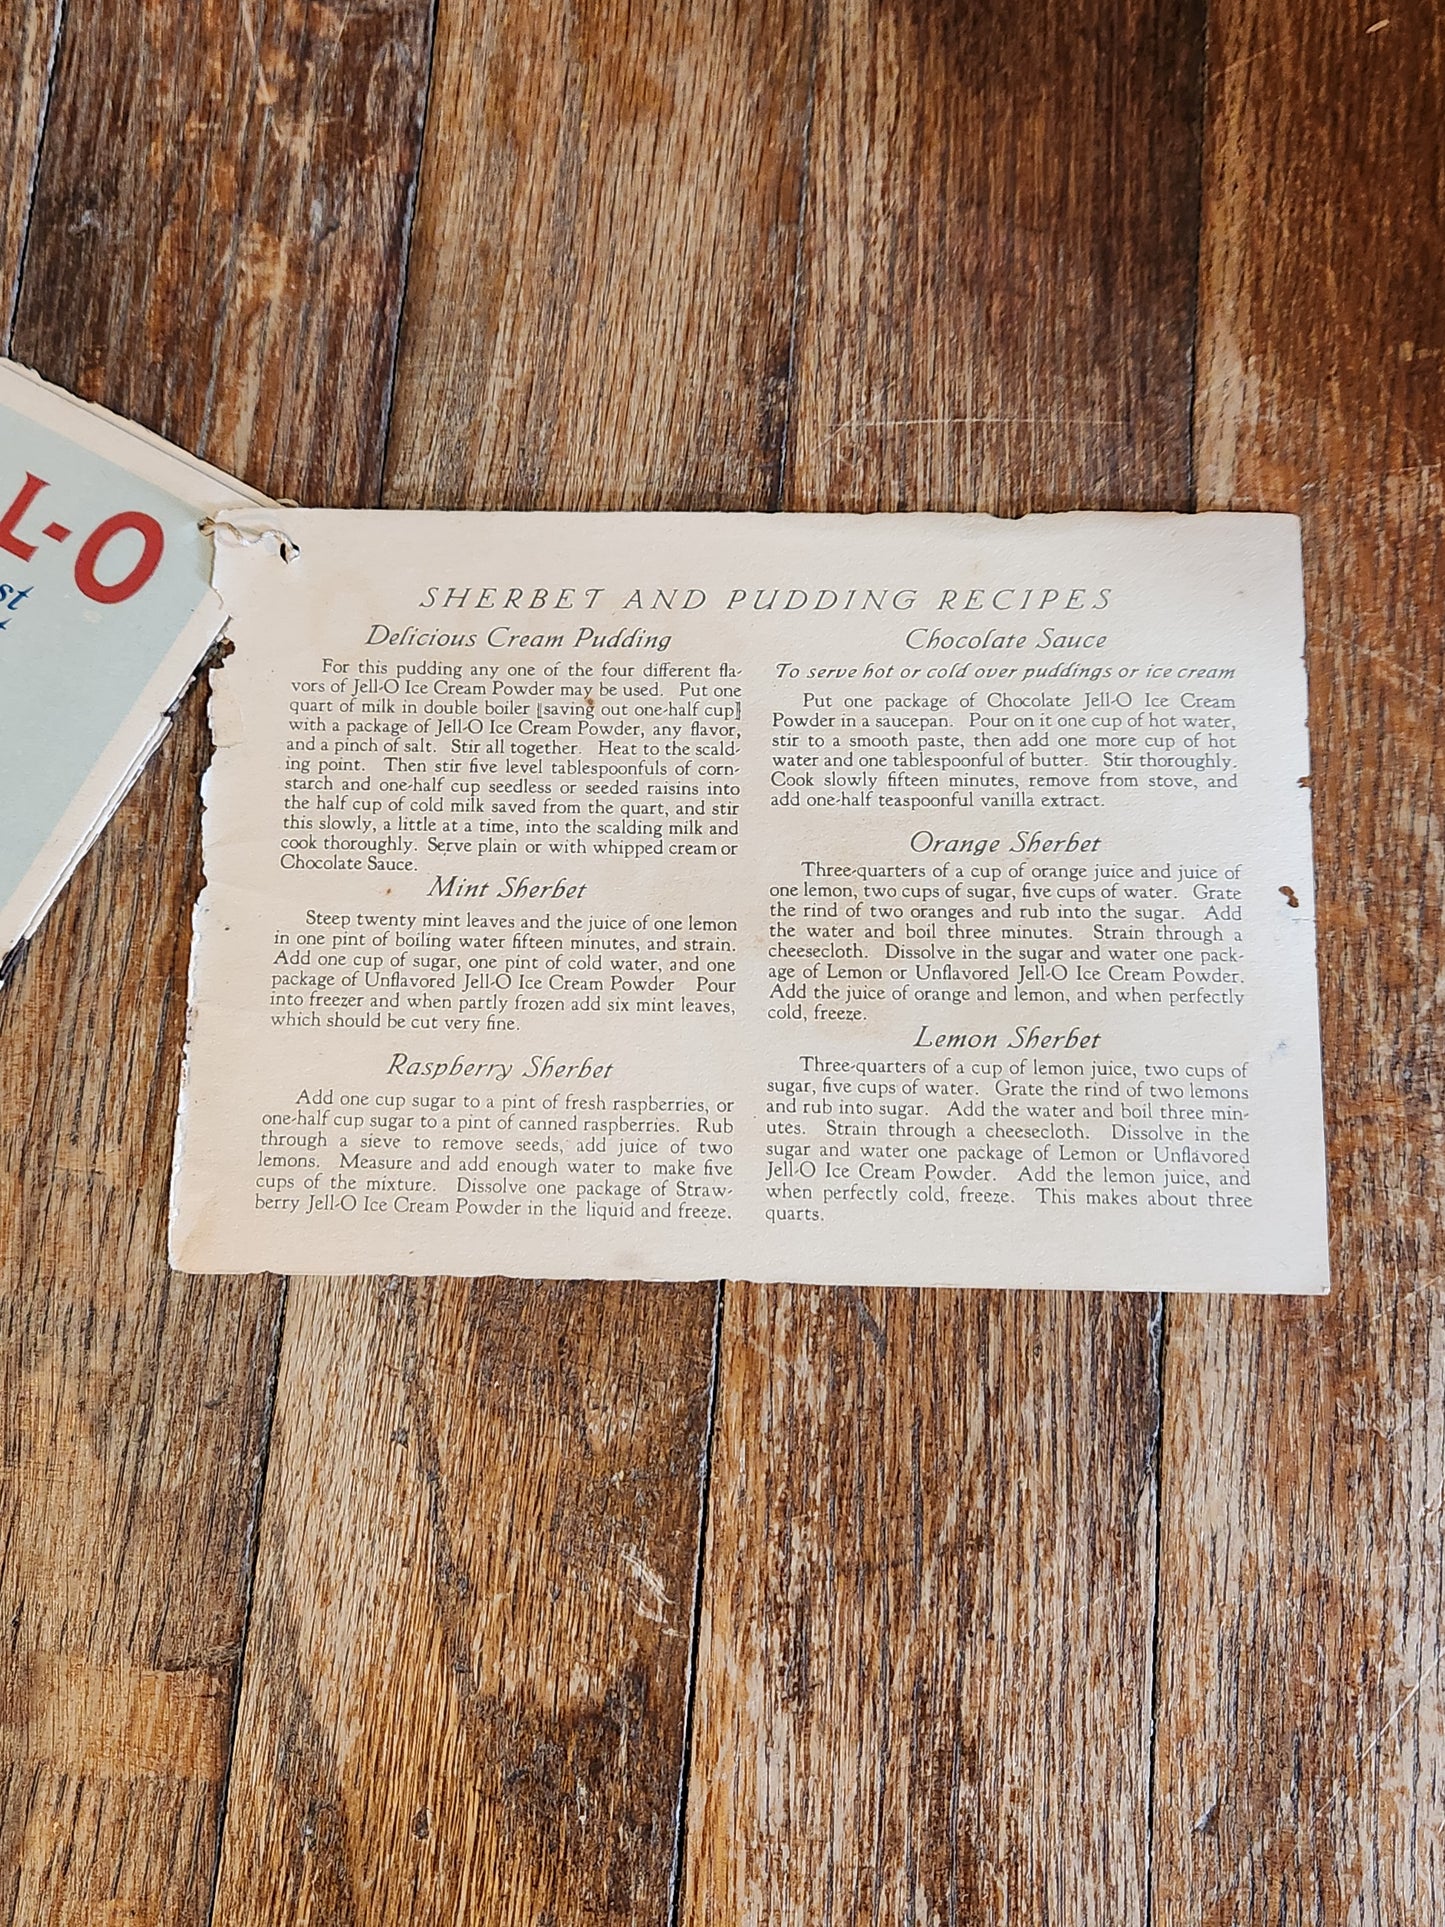 L-O
st
SHERBET AND PUDDING RECIPES
Delicious Cream Pudding
For this pudding any one of the four different fla-
vors of Jell-O Ice Cream Powder may be used. Put one
quart of milk in double boiler [saving out one-half cup]
with a package of Jell-O Ice Cream Powder, any flavor,
and a pinch of salt. Stir all together. Heat to the scald-
ing point. Then stir five level tablespoonfuls of corn-
starch and one-half cup seedless or seeded raisins into
the half cup of cold milk saved from the quart, and stir
this slowly, a little at a time, into the scalding milk and
cook thoroughly. Serve plain or with whipped cream or
Chocolate Sauce.
Mint Sherbet
Steep twenty mint leaves and the juice of one lemon
in one pint of boiling water fifteen minutes, and strain.
Add one cup of sugar, one pint of cold water, and one
package of Unflavored Jell-O Ice Cream Powder Pour
into freezer and when partly frozen add six mint leaves,
which should be cut very fine.
Raspberry Sherbet
Add one cup sugar to a pint of fresh raspberries, or
one-half cup sugar to a pint of canned raspberries. Rub
through a sieve to remove seeds, add juice of two
lemons. Measure and add enough water to make five
cups of the mixture. Dissolve one package of Straw-
berry Jell-O Ice Cream Powder in the liquid and freeze.
Chocolate Sauce
To serve hot or cold over puddings or ice cream
Put one package of Chocolate Jell-O Ice Cream
Powder in a saucepan. Pour on it one cup of hot water,
stir to a smooth paste, then add one more cup of hot
water and one tablespoonful of butter. Stir thoroughly.
Cook slowly fifteen minutes, remove from stove, and
add one-half teaspoonful vanilla extract.
Orange Sherbet
Three-quarters of a cup of orange juice and juice of
one lemon, two cups of sugar, five cups of water. Grate
the rind of two oranges and rub into the sugar. Add
the water and boil three minutes. Strain through a
cheesecloth. Dissolve in the sugar and water one pack-
age of Lemon or Unflavored Jell-O Ice Cream Powder.
Add the juice of orange and lemon, and when perfectly
cold, freeze.
Lemon Sherbet
Three-quarters of a cup of lemon juice, two cups of
sugar, five cups of water. Grate the rind of two lemons
and rub into sugar. Add the water and boil three min-
utes. Strain through a cheesecloth. Dissolve in the
sugar and water one package of Lemon or Unflavored
Jell-O Ice Cream Powder. Add the lemon juice, and
when perfectly cold, freeze. This makes about three
quarts.